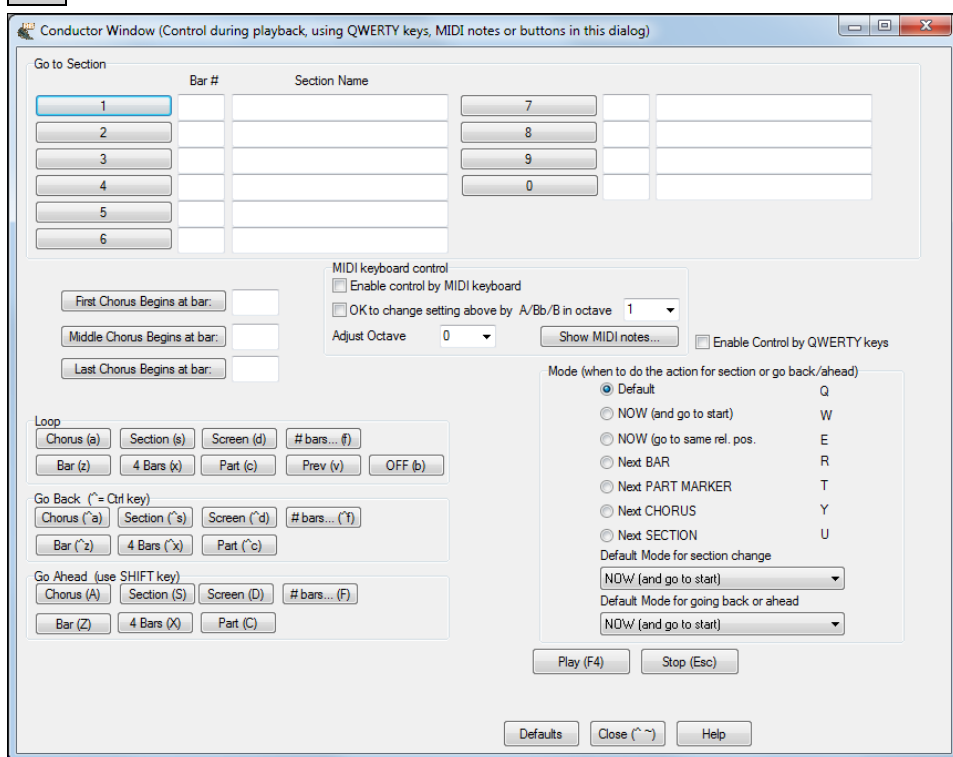 Conductor Window (Control during playback, using QWERTY keys, MIDI notes or buttons in this dialog)
Go to Section
Bar # Section Name
1 7
2 8
3 9
4 0
5
6
First Chorus Begins at bar:
Middle Chorus Begins at bar:
Last Chorus Begins at bar:
MIDI keyboard control
Enable control by MIDI keyboard
OK to change setting above by A/Bb/B in octave 1
Adjust Octave 0 Show MIDI notes...
Enable Control by QWERTY keys
Mode (when to do the action for section or go back/ahead)
Default Q
NOW (and go to start) W
NOW (go to same rel. pos. E
Next BAR R
Next PART MARKER T
Next CHORUS Y
Next SECTION U
Default Mode for section change
NOW (and go to start)
Default Mode for going back or ahead
NOW (and go to start)
Loop
Chorus (a) Section (s) Screen (d) # bars... (f)
Bar (z) 4 Bars (x) Part (c) Prev (v) OFF (b)
Go Back (^= Ctrl key)
Chorus (^a) Section (^s) Screen (^d) # bars... (^f)
Bar (^z) 4 Bars (^x) Part (^c)
Go Ahead (use SHIFT key)
Chorus (A) Section (S) Screen (D) # bars... (F)
Bar (Z) 4 Bars (X) Part (C)
Play (F4) Stop (Esc)
Defaults Close (^ ~) Help